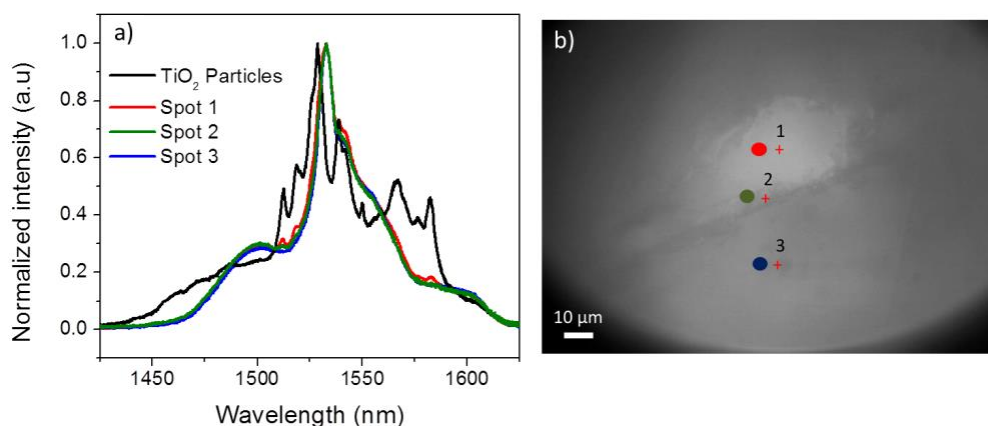 a)
TiO₂ Particles
Spot 1
Spot 2
Spot 3
Normalized intensity (a.u)
1.0
0.8
0.6
0.4
0.2
0.0
1450 1500 1550 1600
Wavelength (nm)
b)
1
2
3
10 µm